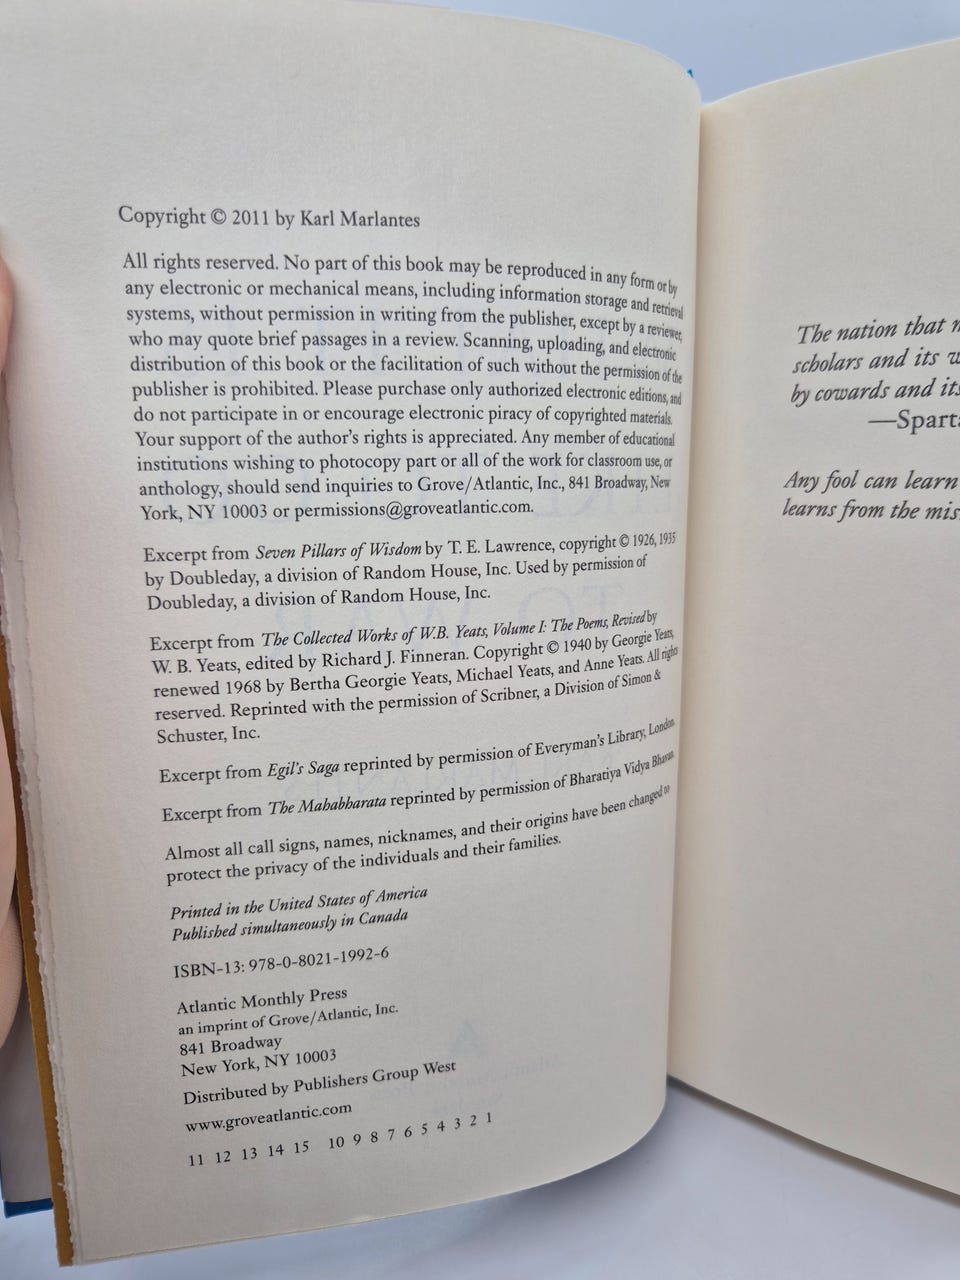 Copyright © 2011 by Karl Marlantes
All rights reserved. No part of this book may be reproduced in any form or by
any electronic or mechanical means, including information storage and retrieval
systems, without permission in writing from the publisher, except by a reviewer,
who may quote brief passages in a review. Scanning, uploading, and electronic
distribution of this book or the facilitation of such without the permission of the
publisher is prohibited. Please purchase only authorized electronic editions, and
do not participate in or encourage electronic piracy of copyrighted materials.
Your support of the author's rights is appreciated. Any member of educational
institutions wishing to photocopy part or all of the work for classroom use, or
anthology, should send inquiries to Grove/Atlantic, Inc., 841 Broadway, New
York, NY 10003 or permissions@groveatlantic.com.
Excerpt from Seven Pillars of Wisdom by T. E. Lawrence, copyright © 1926, 1935
by Doubleday, a division of Random House, Inc. Used by permission of
Doubleday, a division of Random House, Inc.
Excerpt from The Collected Works of W.B. Yeats, Volume I: The Poems, Revised by
W. B. Yeats, edited by Richard J. Finneran. Copyright © 1940 by Georgie Yeats,
renewed 1968 by Bertha Georgie Yeats, Michael Yeats, and Anne Yeats. All rights
reserved. Reprinted with the permission of Scribner, a Division of Simon &
Schuster, Inc.
Excerpt from Egil's Saga reprinted by permission of Everyman's Library, London.
Excerpt from The Mahabharata reprinted by permission of Bharatiya Vidya Bhavan.
Almost all call signs, names, nicknames, and their origins have been changed to
protect the privacy of the individuals and their families.
Printed in the United States of America
Published simultaneously in Canada
ISBN-13: 978-0-8021-1992-6
Atlantic Monthly Press
an imprint of Grove/Atlantic, Inc.
841 Broadway
New York, NY 10003
Distributed by Publishers Group West
www.groveatlantic.com
11 12 13 14 15 10 9 8 7 6 5 4 3 2 1
The nation that
scholars and its
by cowards and its
—Spart
Any fool can learn
learns from the mis